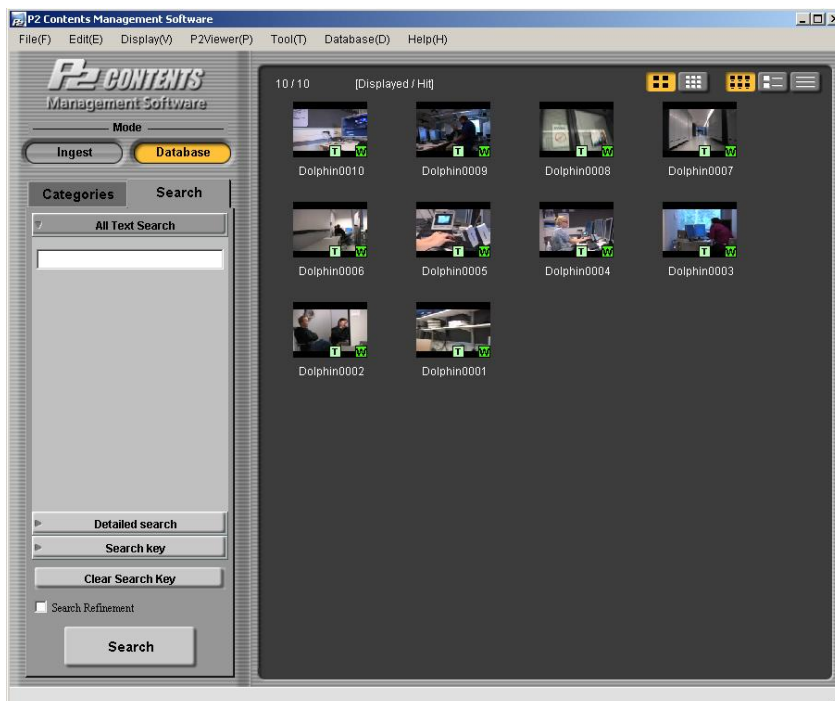 P2 Contents Management Software
File(F) Edit(E) Display(V) P2Viewer(P) Tool(T) Database(D) Help(H)
P2 CONTENTS
Management Software
Mode
Ingest Database
Categories Search
All Text Search
Detailed search
Search key
Clear Search Key
Search Refinement
Search
10 / 10 [Displayed / Hit]
T W T W T W T W
Dolphin0010 Dolphin0009 Dolphin0008 Dolphin0007
T W T W T W T W
Dolphin0006 Dolphin0005 Dolphin0004 Dolphin0003
T W T W
Dolphin0002 Dolphin0001